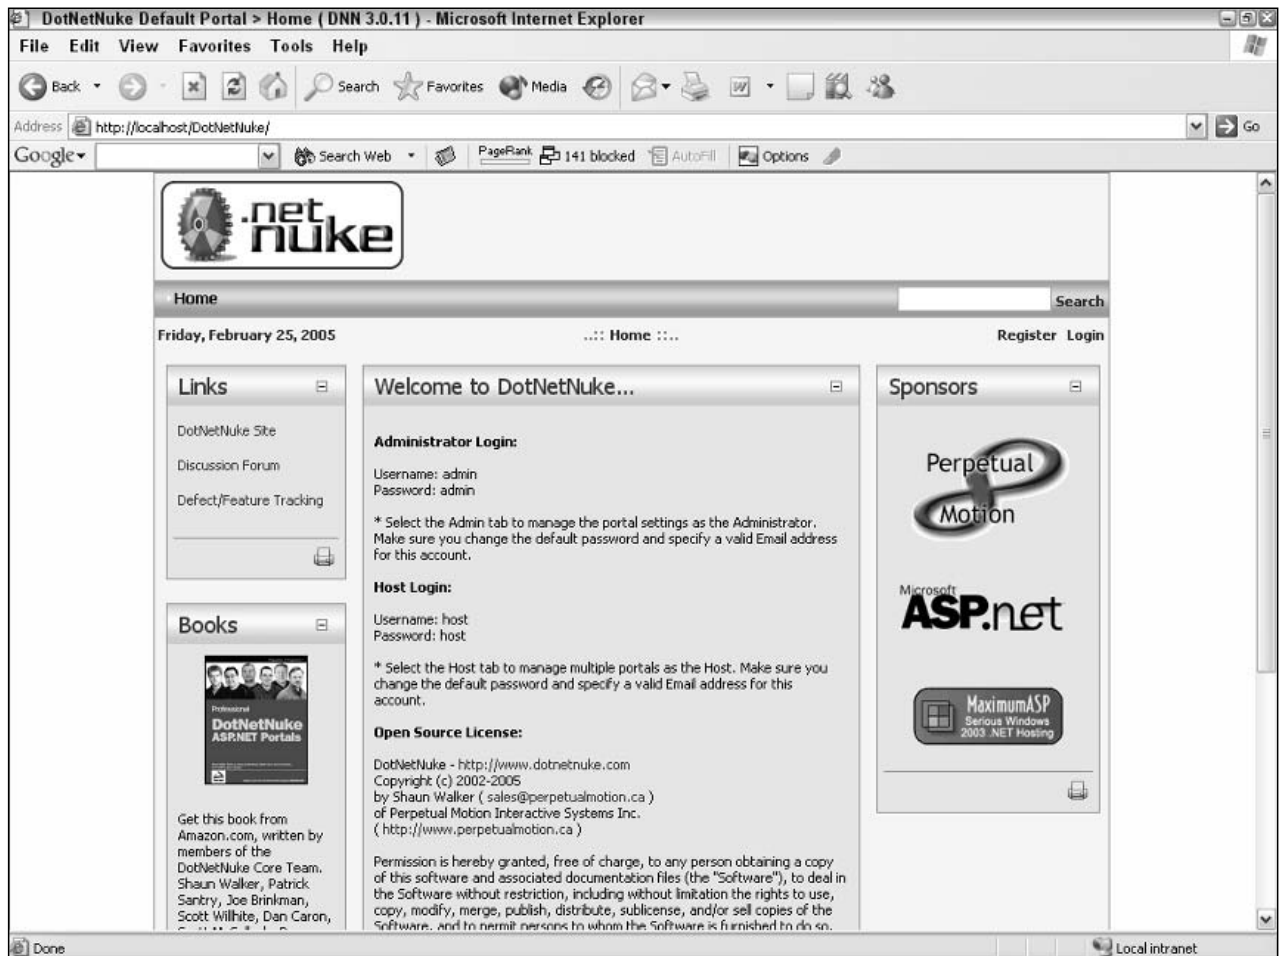 DotNetNuke Default Portal > Home ( DNN 3.0.11 ) - Microsoft Internet Explorer
File Edit View Favorites Tools Help
Back Search Favorites Media
Address http://localhost/DotNetNuke/ Go
Google Search Web PageRank 141 blocked AutoFill Options
.net
nuke
Home Search
Friday, February 25, 2005 ..:: Home ::.. Register Login
Links
DotNetNuke Site
Discussion Forum
Defect/Feature Tracking
Books
Professional
DotNetNuke
ASP.NET Portals
Get this book from
Amazon.com, written by
members of the
DotNetNuke Core Team.
Shaun Walker, Patrick
Santry, Joe Brinkman,
Scott Willhite, Dan Caron,
Welcome to DotNetNuke...
Administrator Login:
Username: admin
Password: admin
* Select the Admin tab to manage the portal settings as the Administrator.
Make sure you change the default password and specify a valid Email address
for this account.
Host Login:
Username: host
Password: host
* Select the Host tab to manage multiple portals as the Host. Make sure you
change the default password and specify a valid Email address for this
account.
Open Source License:
DotNetNuke - http://www.dotnetnuke.com
Copyright (c) 2002-2005
by Shaun Walker ( sales@perpetualmotion.ca )
of Perpetual Motion Interactive Systems Inc.
( http://www.perpetualmotion.ca )
Permission is hereby granted, free of charge, to any person obtaining a copy
of this software and associated documentation files (the "Software"), to deal in
the Software without restriction, including without limitation the rights to use,
copy, modify, merge, publish, distribute, sublicense, and/or sell copies of the
Software, and to permit persons to whom the Software is furnished to do so,
Sponsors
Perpetual
Motion
Microsoft
ASP.net
MaximumASP
Serious Windows
2003 .NET Hosting
Done Local intranet